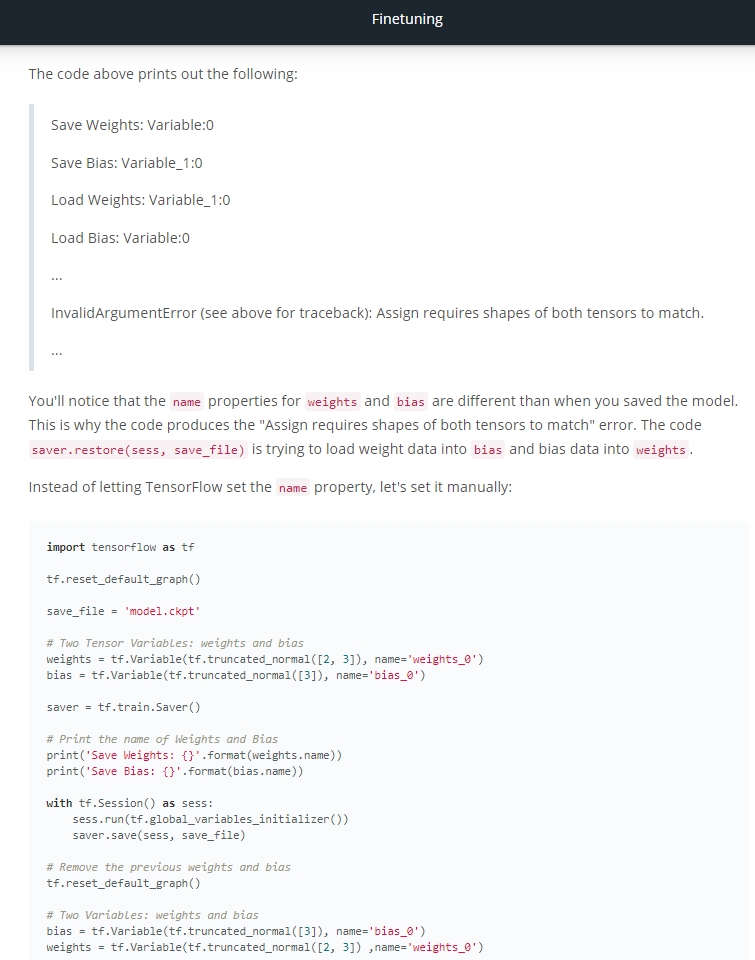 Finetuning
The code above prints out the following:
Save Weights: Variable:0
Save Bias: Variable_1:0
Load Weights: Variable_1:0
Load Bias: Variable:0
...
InvalidArgumentError (see above for traceback): Assign requires shapes of both tensors to match.
...
You'll notice that the name properties for weights and bias are different than when you saved the model.
This is why the code produces the "Assign requires shapes of both tensors to match" error. The code
saver.restore(sess, save_file) is trying to load weight data into bias and bias data into weights.
Instead of letting TensorFlow set the name property, let's set it manually:
import tensorflow as tf
tf.reset_default_graph()
save_file = 'model.ckpt'
# Two Tensor Variables: weights and bias
weights = tf.Variable(tf.truncated_normal([2, 3]), name='weights_0')
bias = tf.Variable(tf.truncated_normal([3]), name='bias_0')
saver = tf.train.Saver()
# Print the name of Weights and Bias
print('Save Weights: {}'.format(weights.name))
print('Save Bias: {}'.format(bias.name))
with tf.Session() as sess:
    sess.run(tf.global_variables_initializer())
    saver.save(sess, save_file)
# Remove the previous weights and bias
tf.reset_default_graph()
# Two Variables: weights and bias
bias = tf.Variable(tf.truncated_normal([3]), name='bias_0')
weights = tf.Variable(tf.truncated_normal([2, 3]) ,name='weights_0')